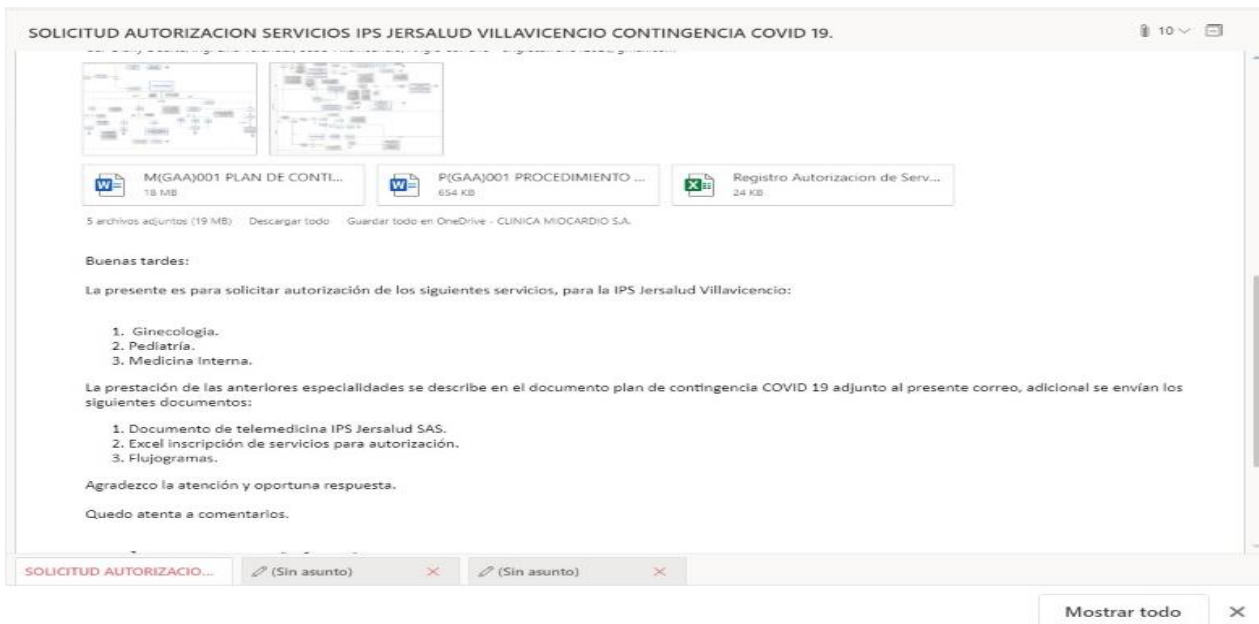 SOLICITUD AUTORIZACION SERVICIOS IPS JERSALUD VILLAVICENCIO CONTINGENCIA COVID 19.
10
M(GAA)001 PLAN DE CONTI...
18 MB
P(GAA)001 PROCEDIMIENTO ...
654 KB
Registro Autorizacion de Serv...
24 KB
5 archivos adjuntos (19 MB) Descargar todo Guardar todo en OneDrive - CLINICA MIOCARDIO S.A.
Buenas tardes:
La presente es para solicitar autorización de los siguientes servicios, para la IPS Jersalud Villavicencio:
1. Ginecologia.
2. Pediatría.
3. Medicina Interna.
La prestación de las anteriores especialidades se describe en el documento plan de contingencia COVID 19 adjunto al presente correo, adicional se envían los
siguientes documentos:
1. Documento de telemedicina IPS Jersalud SAS.
2. Excel inscripción de servicios para autorización.
3. Flujogramas.
Agradezco la atención y oportuna respuesta.
Quedo atenta a comentarios.
SOLICITUD AUTORIZACIO... (Sin asunto) (Sin asunto)
Mostrar todo